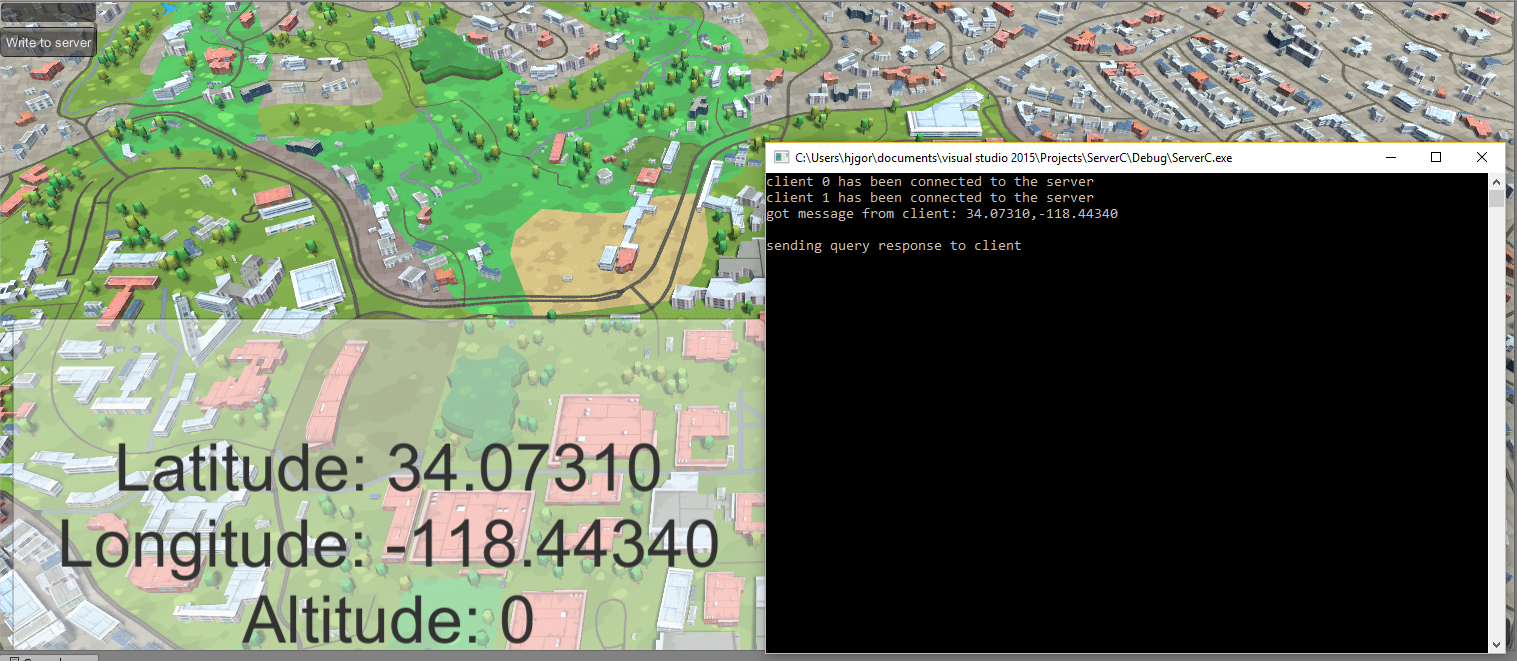 Write to server
C:\Users\hjgor\documents\visual studio 2015\Projects\ServerC\Debug\ServerC.exe
client 0 has been connected to the server
client 1 has been connected to the server
got message from client: 34.07310,-118.44340
sending query response to client
Latitude: 34.07310
Longitude: -118.44340
Altitude: 0